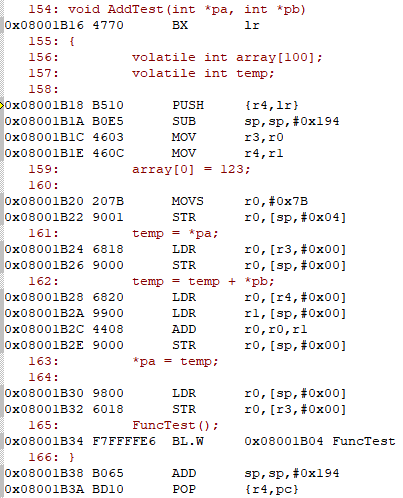 154: void AddTest(int *pa, int *pb)
0x08001B16 4770 BX lr
155: {
156: volatile int array[100];
157: volatile int temp;
158:
0x08001B18 B510 PUSH {r4,lr}
0x08001B1A B0E5 SUB sp,sp,#0x194
0x08001B1C 4603 MOV r3,r0
0x08001B1E 460C MOV r4,r1
159: array[0] = 123;
160:
0x08001B20 207B MOVS r0,#0x7B
0x08001B22 9001 STR r0,[sp,#0x04]
161: temp = *pa;
0x08001B24 6818 LDR r0,[r3,#0x00]
0x08001B26 9000 STR r0,[sp,#0x00]
162: temp = temp + *pb;
0x08001B28 6820 LDR r0,[r4,#0x00]
0x08001B2A 9900 LDR r1,[sp,#0x00]
0x08001B2C 4408 ADD r0,r0,r1
0x08001B2E 9000 STR r0,[sp,#0x00]
163: *pa = temp;
164:
0x08001B30 9800 LDR r0,[sp,#0x00]
0x08001B32 6018 STR r0,[r3,#0x00]
165: FuncTest();
0x08001B34 F7FFFFE6 BL.W 0x08001B04 FuncTest
166: }
0x08001B38 B065 ADD sp,sp,#0x194
0x08001B3A BD10 POP {r4,pc}